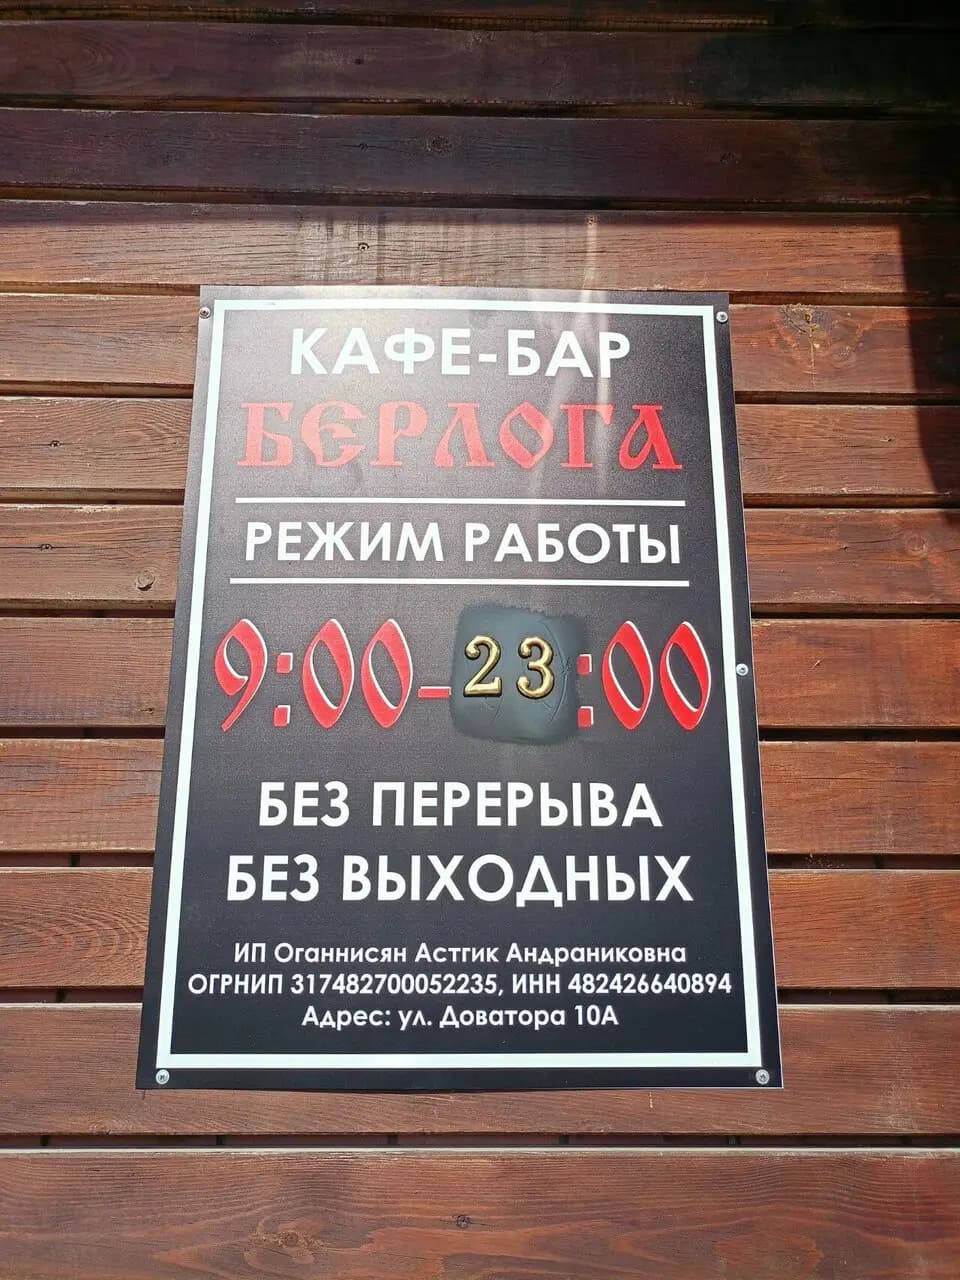 КАФЕ-БАР
БЕРЛОГА
РЕЖИМ РАБОТЫ
9:00-23:00
БЕЗ ПЕРЕРЫВА
БЕЗ ВЫХОДНЫХ
ИП Оганнисян Астгик Андраниковна
ОГРНИП 317482700052235, ИНН 482426640894
Адрес: ул. Доватора 10А